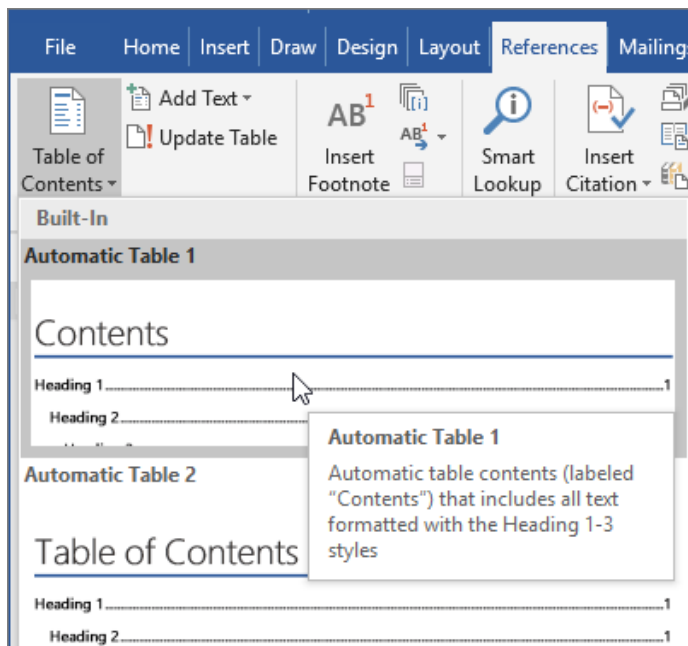 File Home Insert Draw Design Layout References Mailing
Table of Contents
Add Text
Update Table
AB1
Insert Footnote
[i]
AB1
Smart Lookup
Insert Citation
Built-In
Automatic Table 1
Contents
Heading 1 1
Heading 2
Automatic Table 1
Automatic table contents (labeled
“Contents”) that includes all text
formatted with the Heading 1-3
styles
Automatic Table 2
Table of Contents
Heading 1 1
Heading 2 1